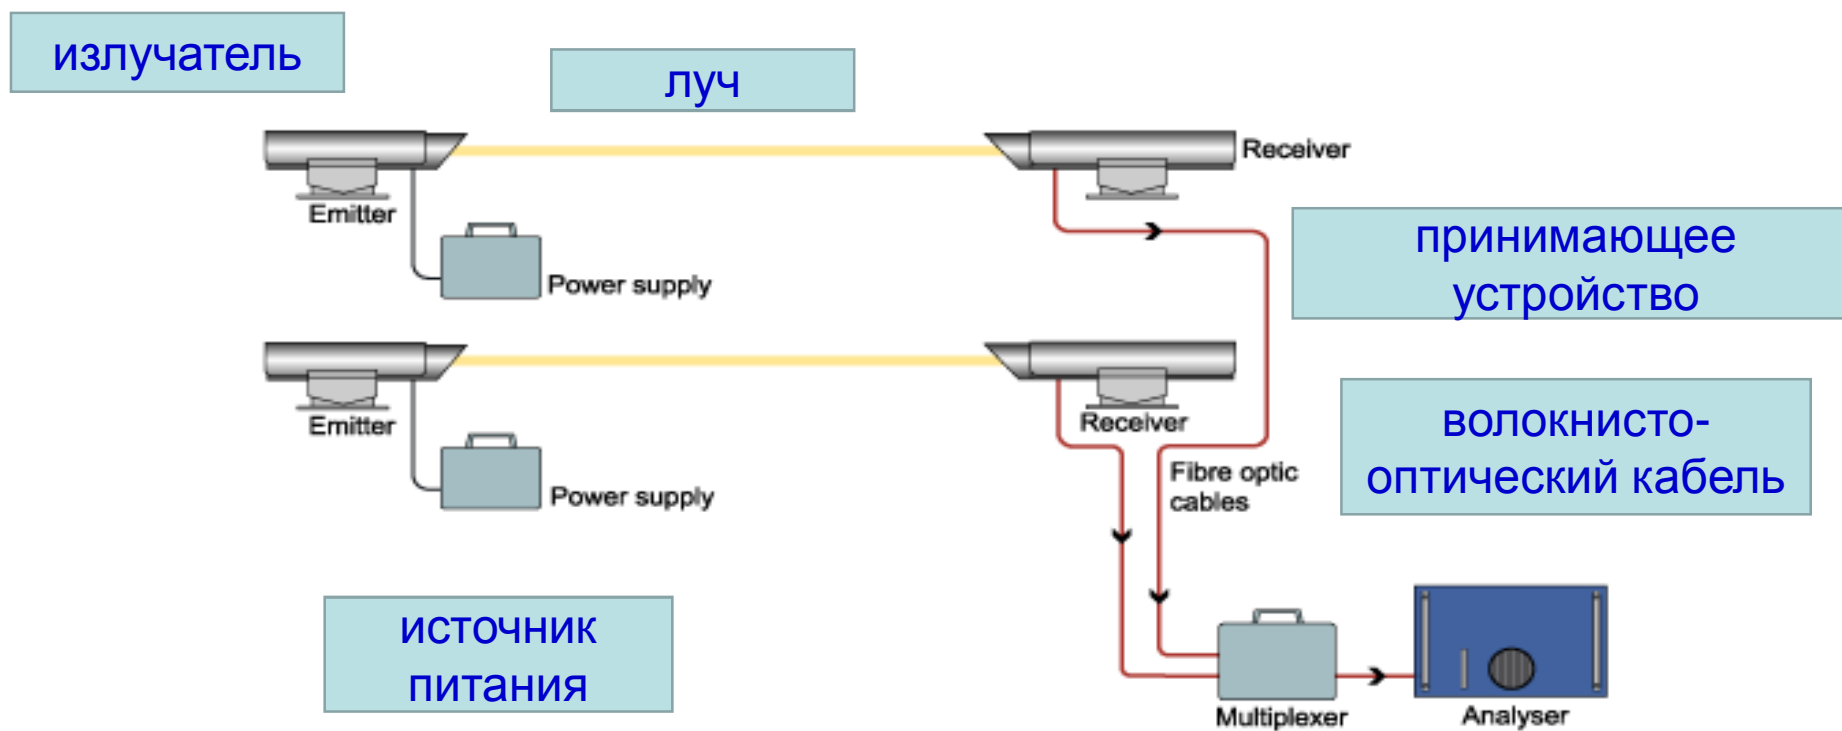 излучатель
луч
Receiver
Emitter
принимающее
устройство
Power supply
Emitter
Receiver
волокнисто-
оптический кабель
Fibre optic
cables
Power supply
источник
питания
Multiplexer
Analyser